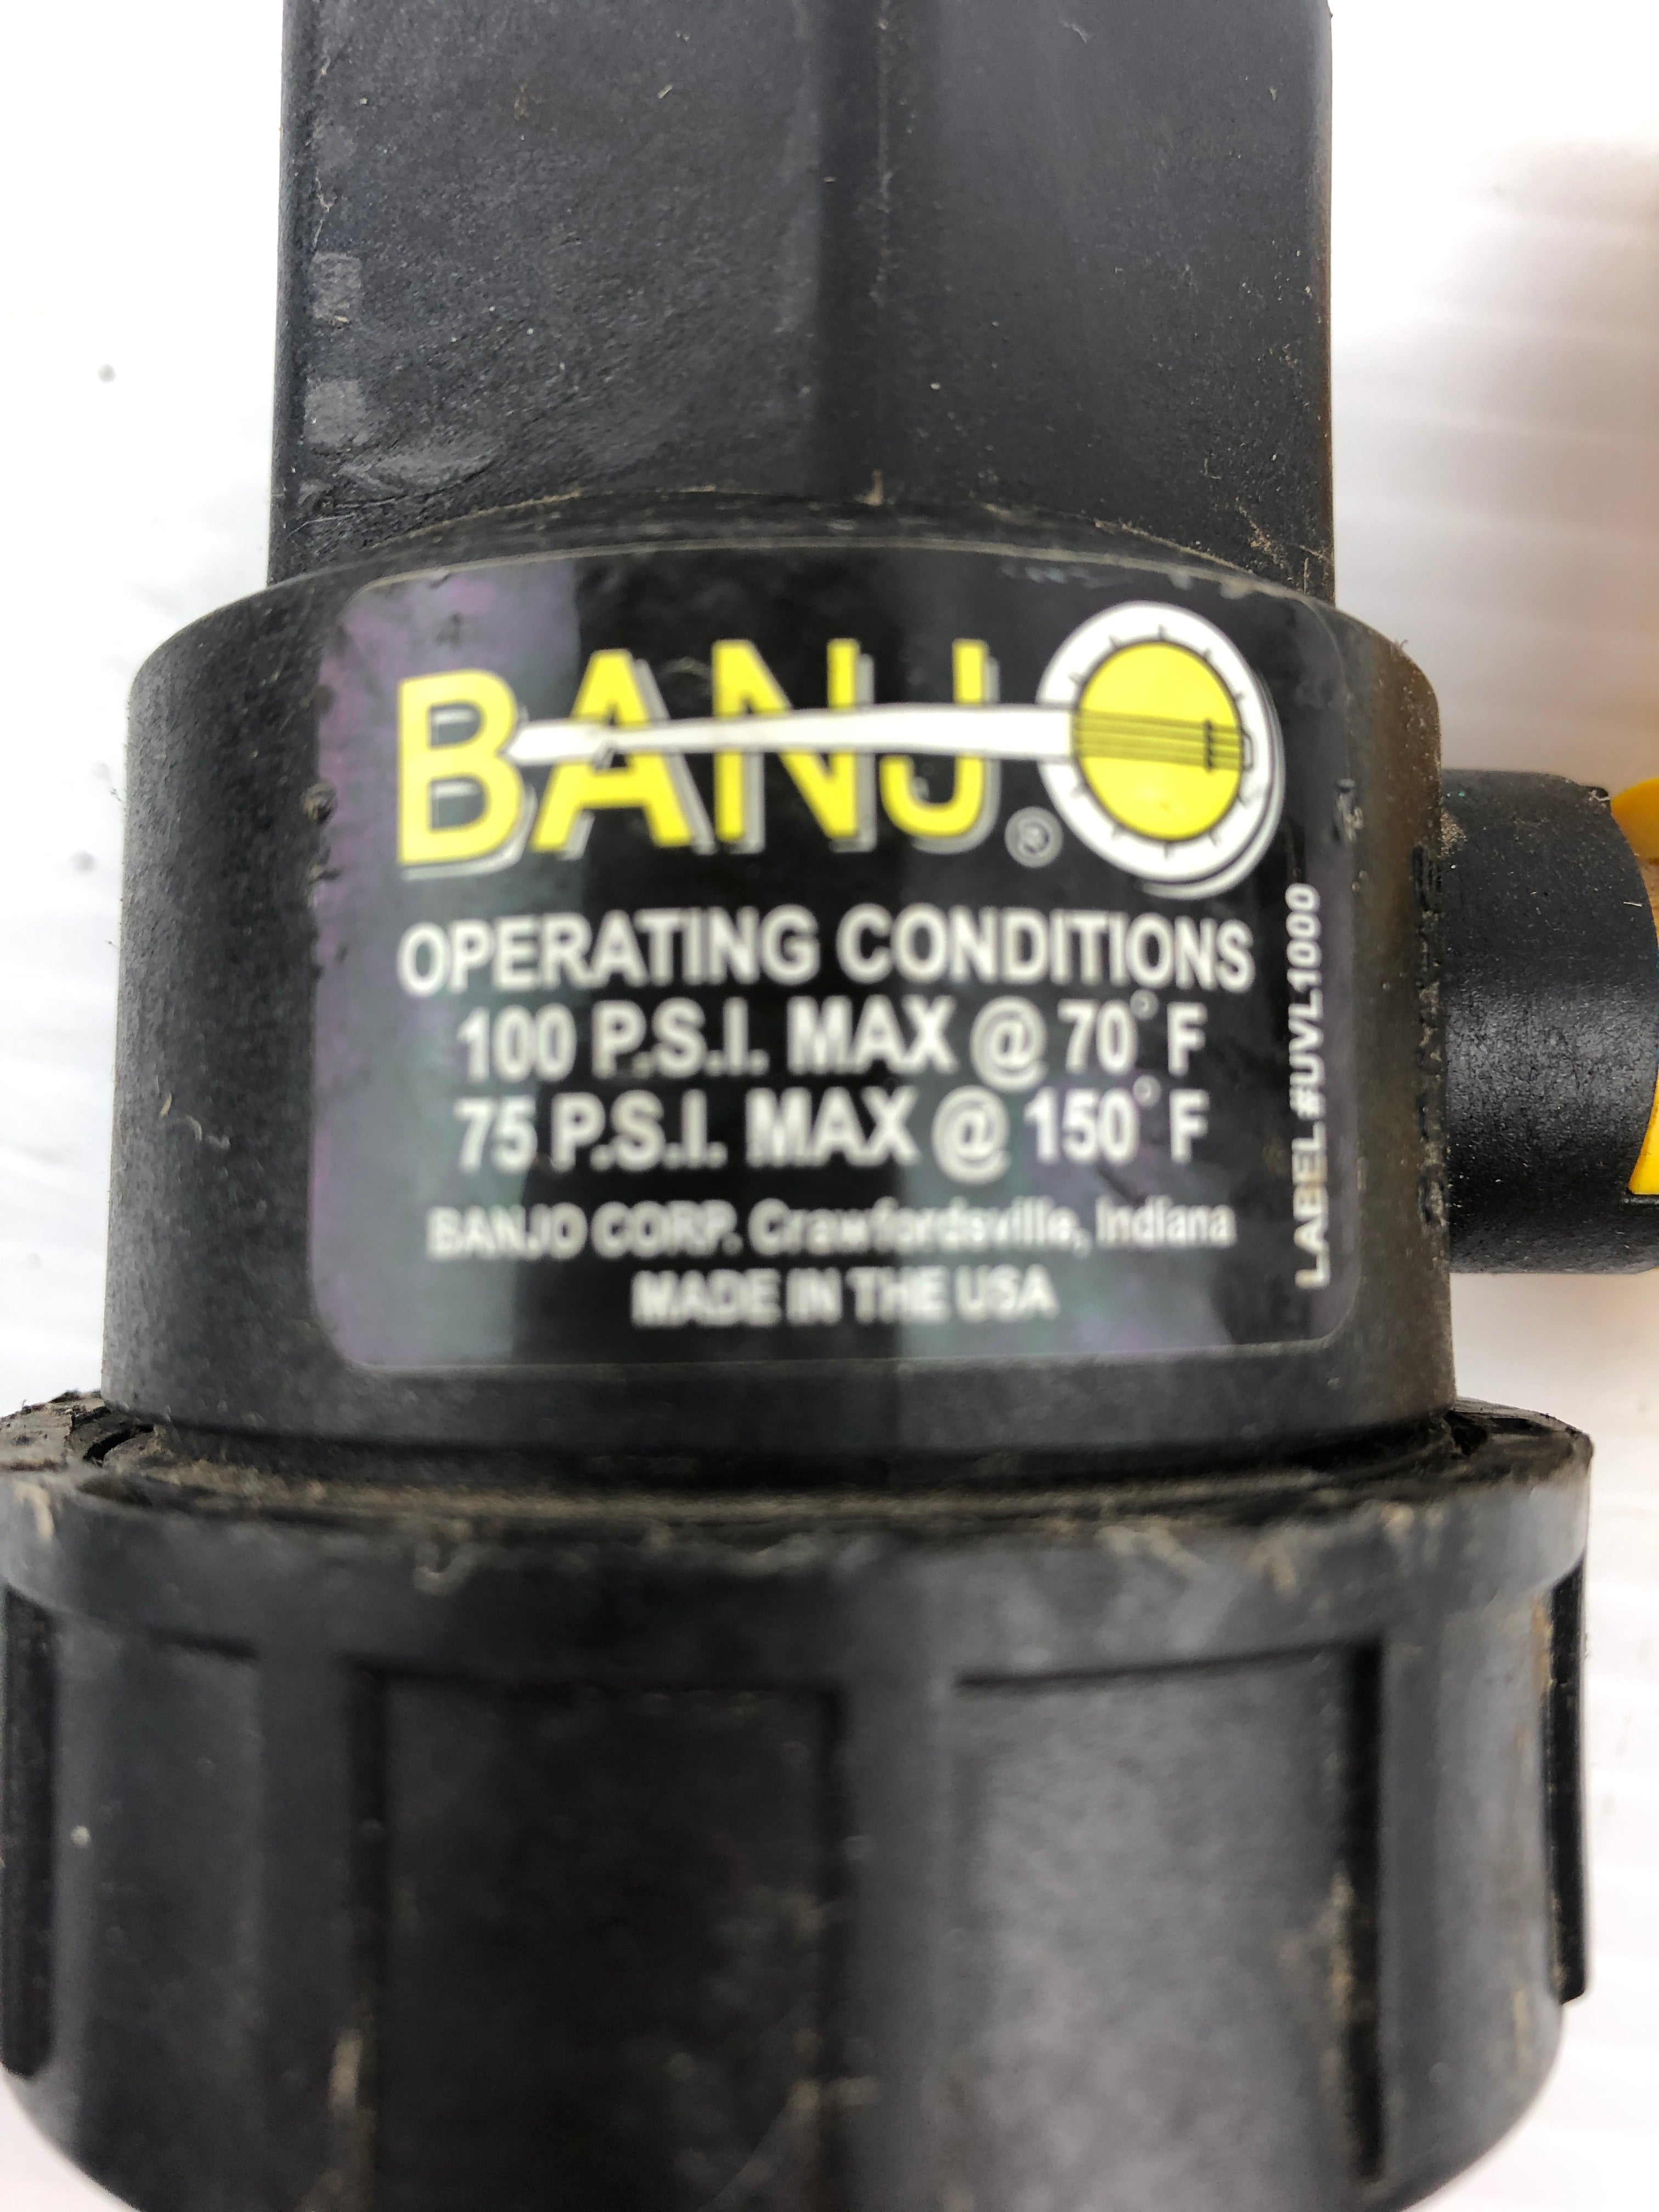 BANJO®
OPERATING CONDITIONS
100 P.S.I. MAX @ 70° F
75 P.S.I. MAX @ 150° F
BANJO CORP. Crawfordsville, Indiana
MADE IN THE USA
LABEL #UVL1000